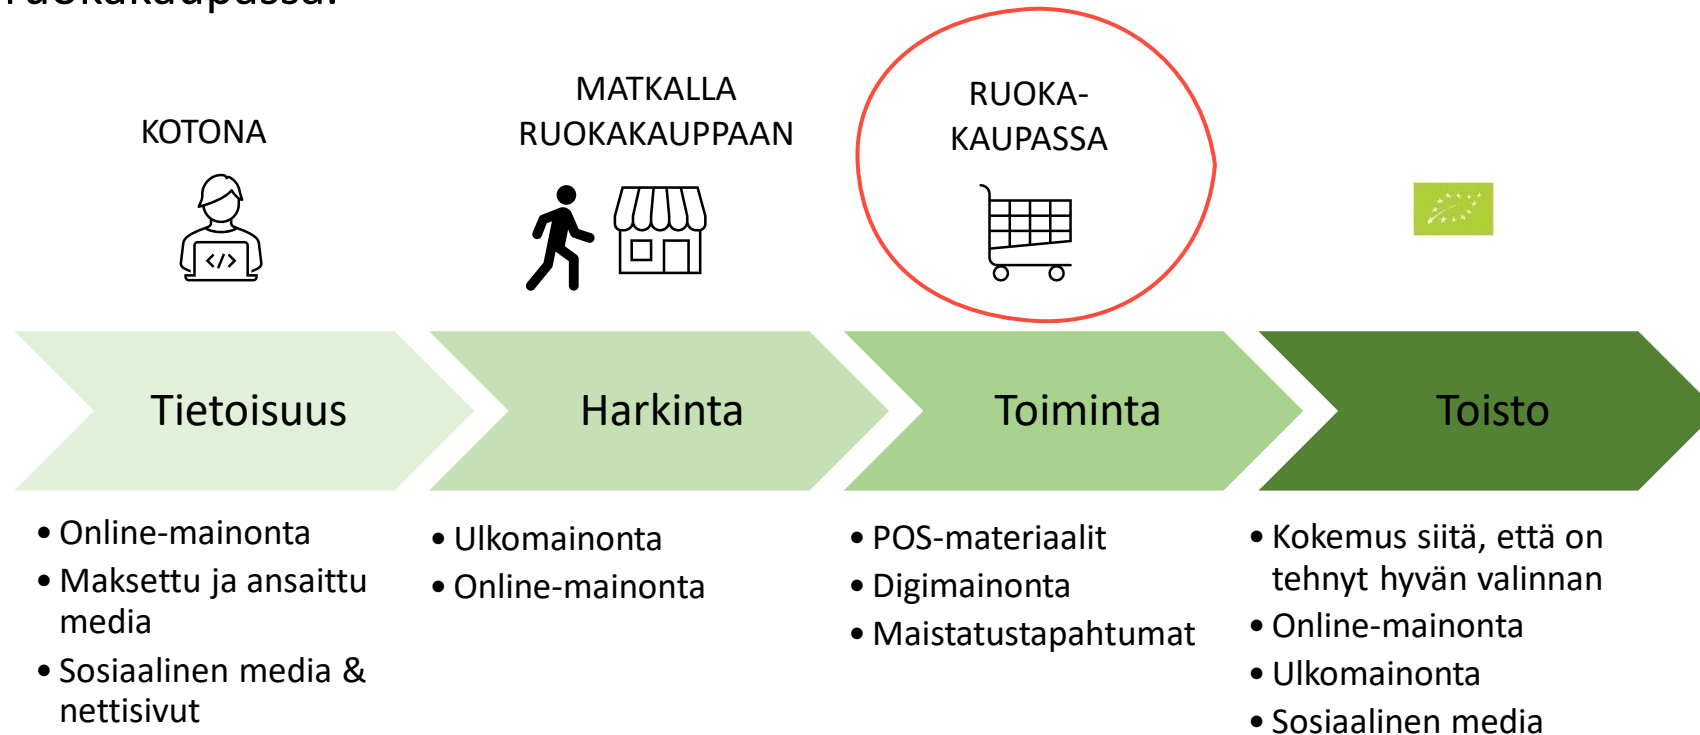 ruokakaupassa.
KOTONA
MATKALLA
RUOKAKAUPPAAN
RUOKA-
KAUPASSA
</>
Tietoisuus
Harkinta
Toiminta
Toisto
• Online-mainonta
• Maksettu ja ansaittu
media
• Sosiaalinen media &
nettisivut
• Ulkomainonta
• Online-mainonta
• POS-materiaalit
• Digimainonta
• Maistatustapahtumat
• Kokemus siitä, että on
tehnyt hyvän valinnan
• Online-mainonta
• Ulkomainonta
• Sosiaalinen media